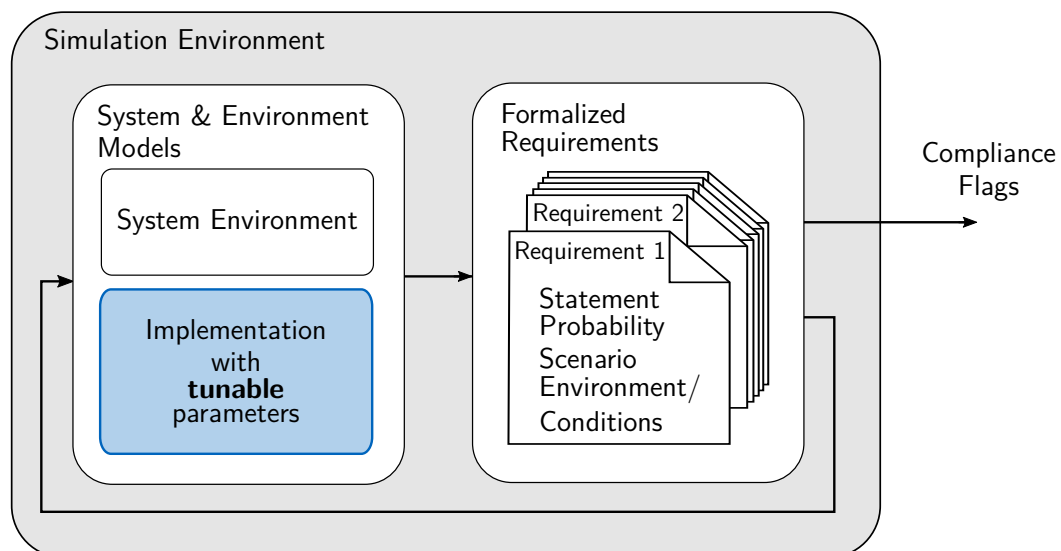 Simulation Environment
System & Environment
Models
System Environment
Implementation
with
tunable
parameters
Formalized
Requirements
Requirement 2
Requirement 1
Statement
Probability
Scenario
Environment/
Conditions
Compliance
Flags